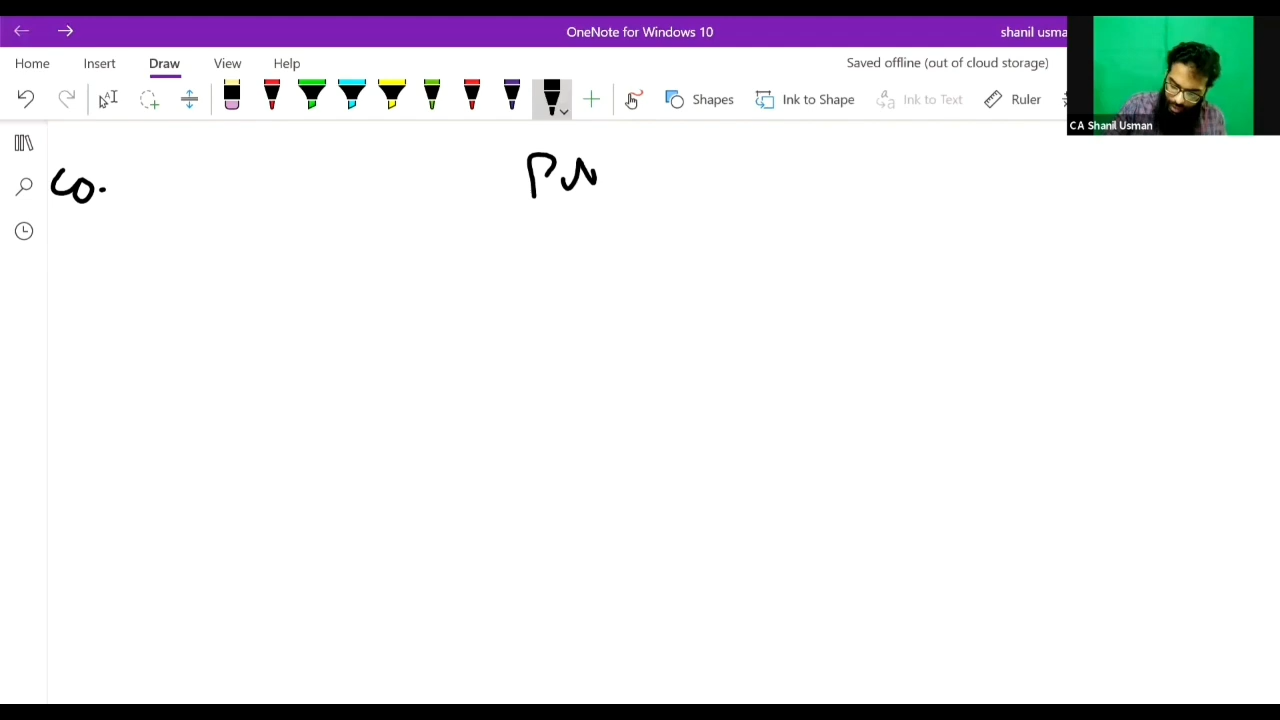 OneNote for Windows 10
shanil usma
Home Insert Draw View Help
Saved offline (out of cloud storage)
Shapes Ink to Shape Ink to Text Ruler
CA Shanil Usman
Co.